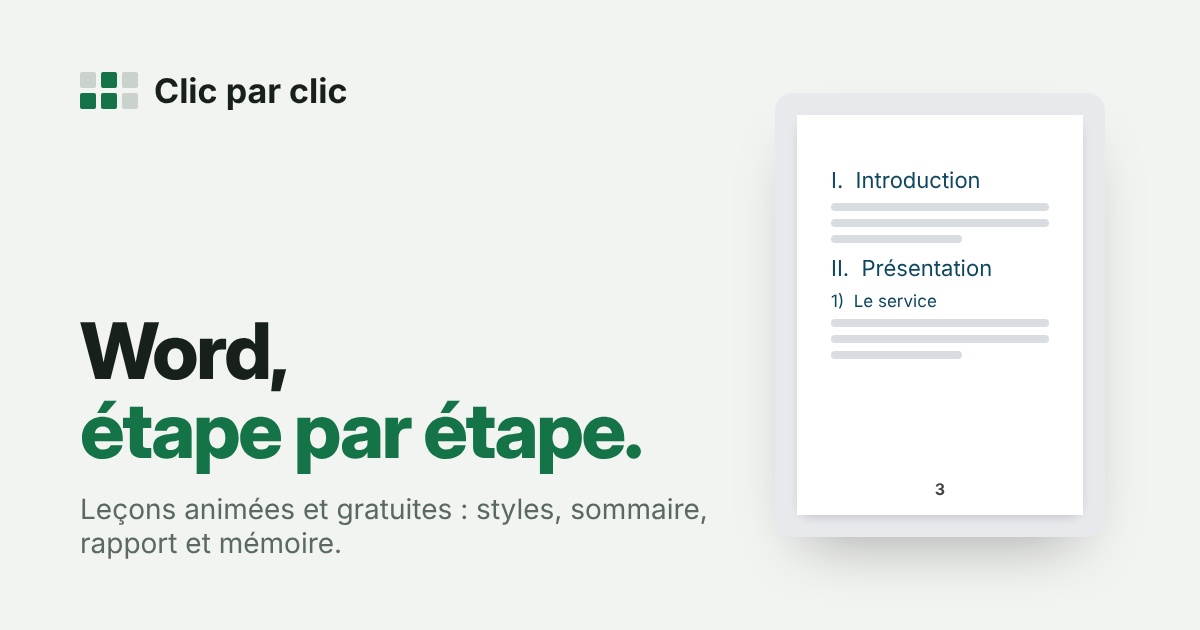 Clic par clic
Word,
étape par étape.
Leçons animées et gratuites : styles, sommaire,
rapport et mémoire.
I. Introduction
II. Présentation
1) Le service
3